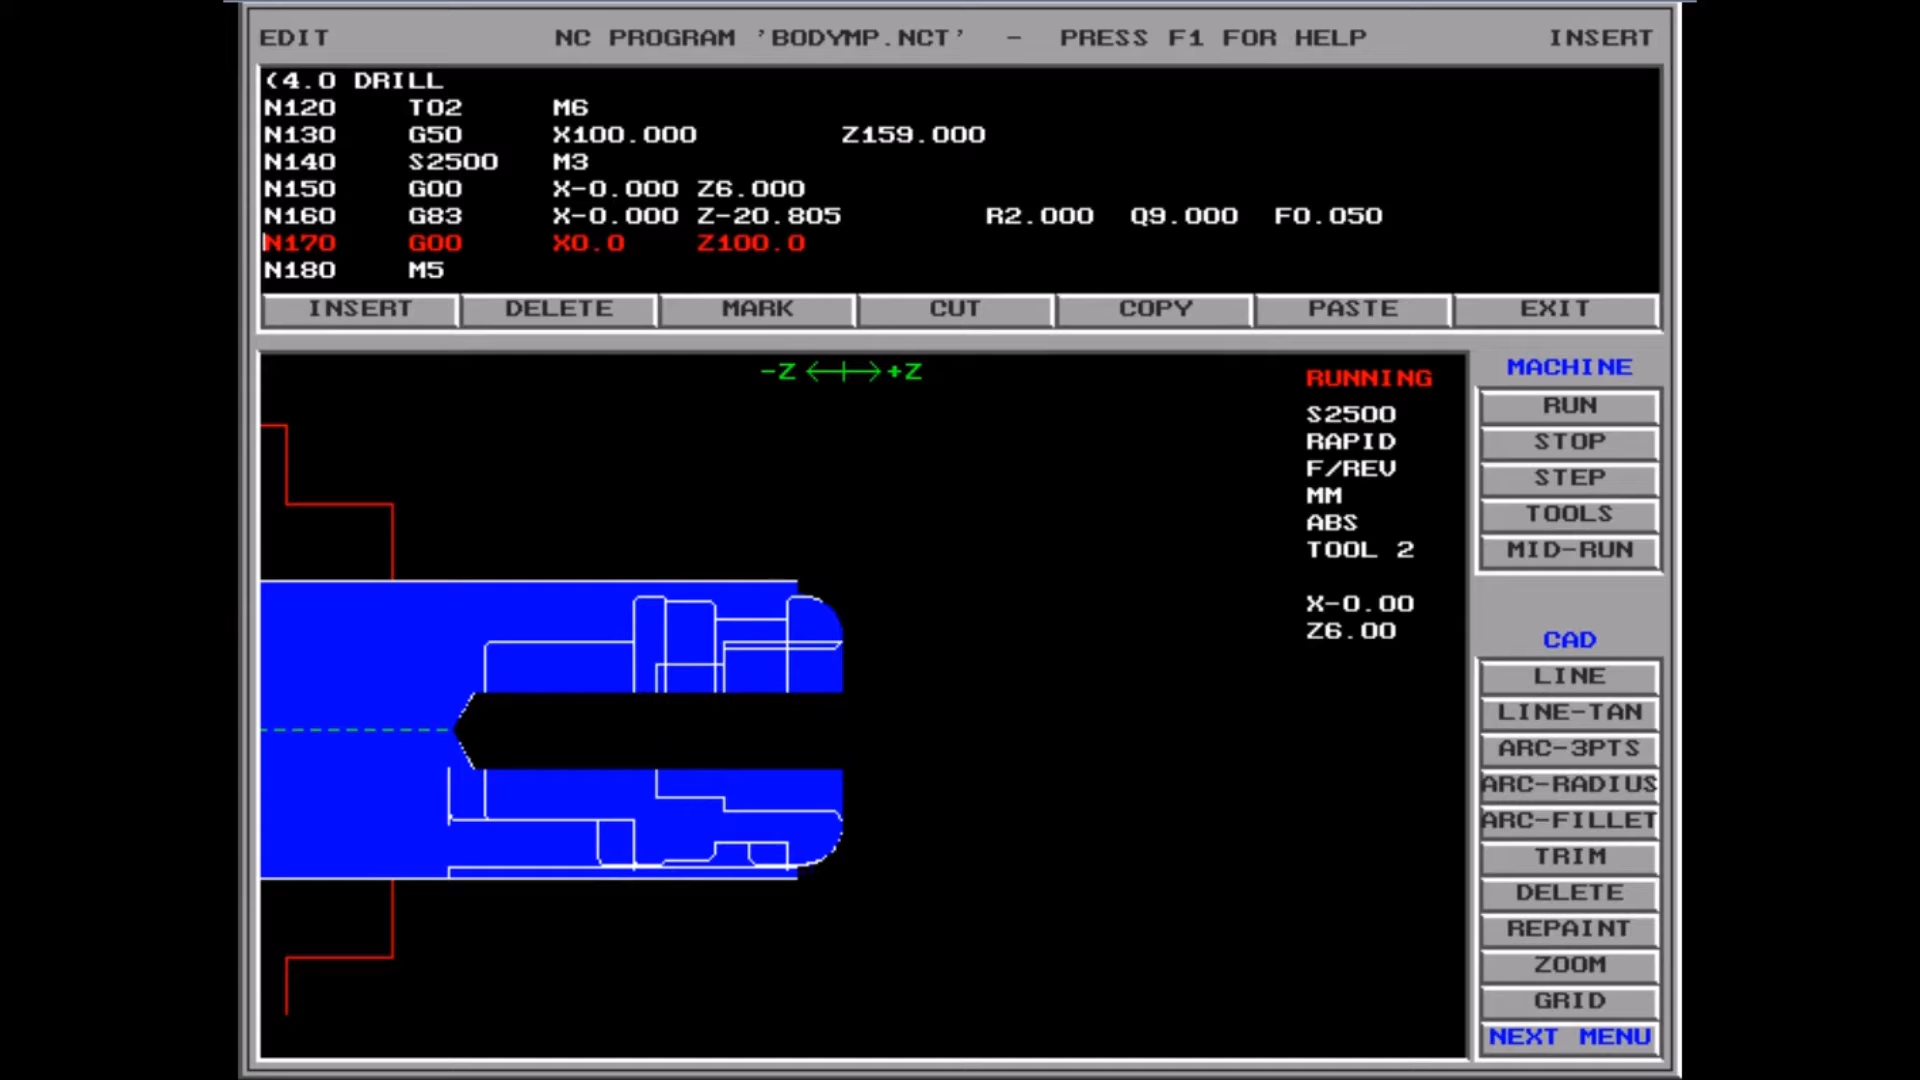 EDIT NC PROGRAM 'BODYMP.NCT' - PRESS F1 FOR HELP INSERT
(4.0 DRILL
N120 T02 M6
N130 G50 X100.000 Z159.000
N140 S2500 M3
N150 G00 X-0.000 Z6.000
N160 G83 X-0.000 Z-20.805 R2.000 Q9.000 F0.050
N170 G00 X0.0 Z100.0
N180 M5
INSERT DELETE MARK CUT COPY PASTE EXIT
-Z +Z
RUNNING
S2500
RAPID
F/REV
MM
ABS
TOOL 2
X-0.00
Z6.00
MACHINE
RUN
STOP
STEP
TOOLS
MID-RUN
CAD
LINE
LINE-TAN
ARC-3PTS
ARC-RADIUS
ARC-FILLET
TRIM
DELETE
REPAINT
ZOOM
GRID
NEXT MENU